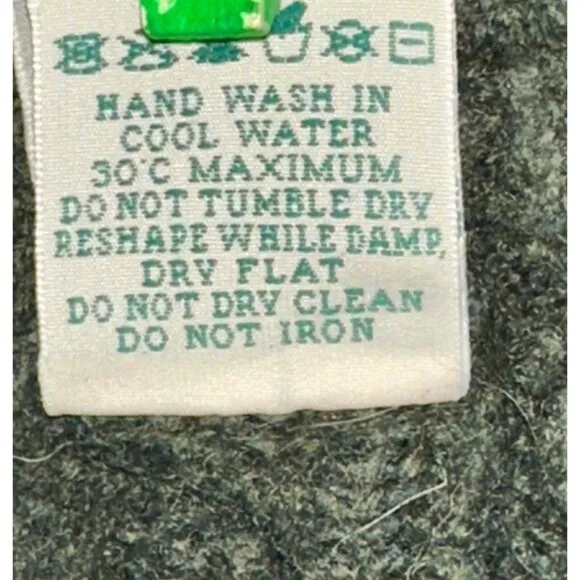 HAND WASH IN
COOL WATER
30°C MAXIMUM
DO NOT TUMBLE DRY
RESHAPE WHILE DAMP,
DRY FLAT
DO NOT DRY CLEAN
DO NOT IRON